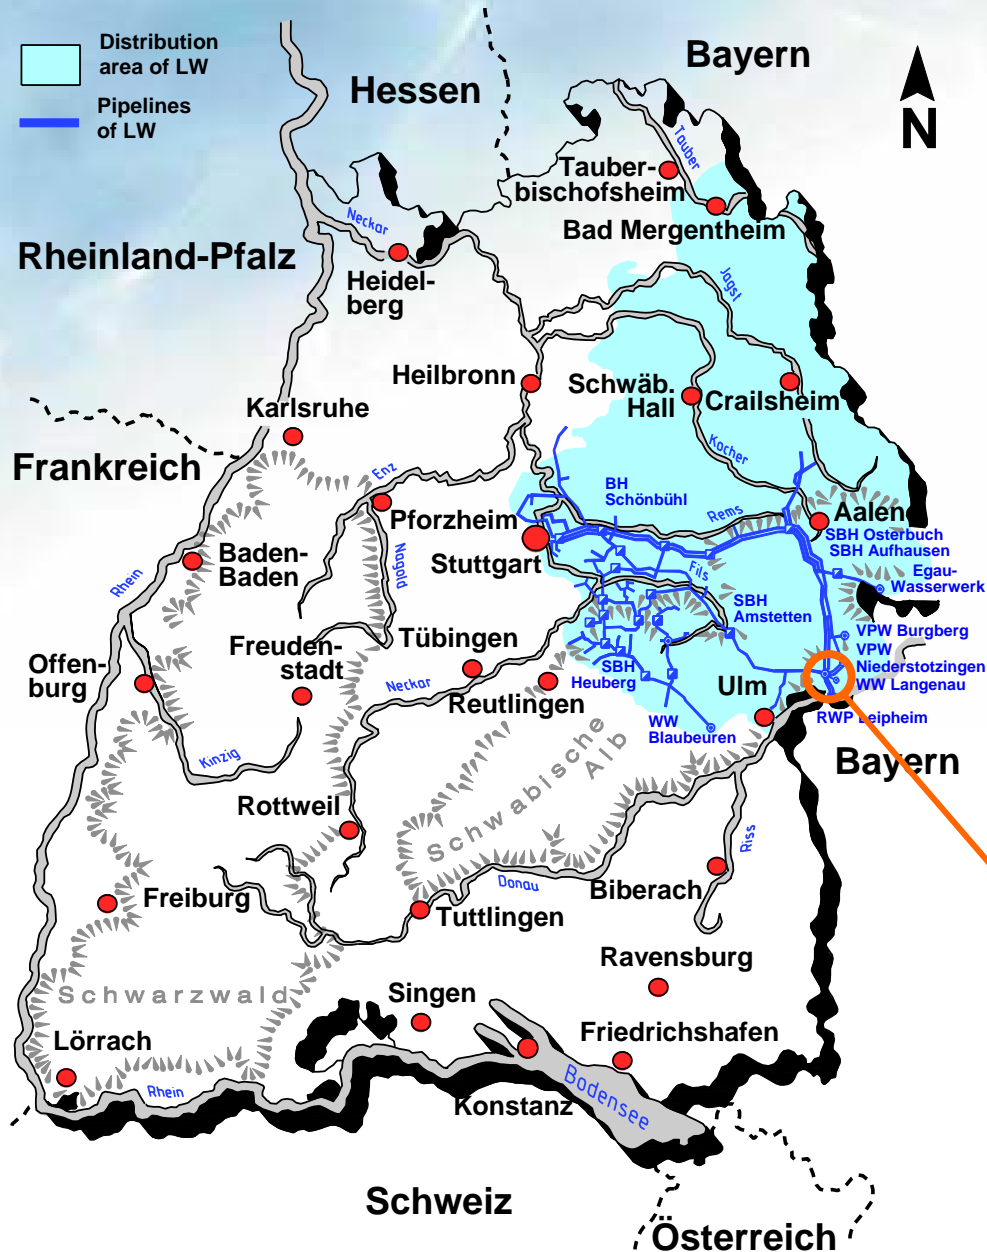 Distribution
area of LW
Pipelines
of LW
Hessen
Bayern
N
Tauber
Tauber-
bischofsheim
Bad Mergentheim
Neckar
Rheinland-Pfalz
Heidel-
berg
Jagst
Heilbronn
Schwäb.
Hall
Crailsheim
Karlsruhe
Frankreich
Enz
Kocher
BH
Schönbühl
Pforzheim
Rems
Aalen
Stuttgart
SBH Osterbuch
SBH Aufhausen
Baden-
Baden
Nagold
Fils
Egau-
Wasserwerk
Rhein
SBH
Amstetten
VPW Burgberg
VPW
Niederstotzingen
WW Langenau
Freuden-
stadt
Tübingen
Offen-
burg
SBH
Heuberg
Neckar
Reutlingen
Ulm
WW
Blaubeuren
RWP Leipheim
Bayern
Kinzig
Schwäbische
Alb
Rottweil
Riss
Donau
Biberach
Freiburg
Tuttlingen
Ravensburg
Schwarzwald
Singen
Friedrichshafen
Lörrach
Rhein
Konstanz
Bodensee
Schweiz
Österreich